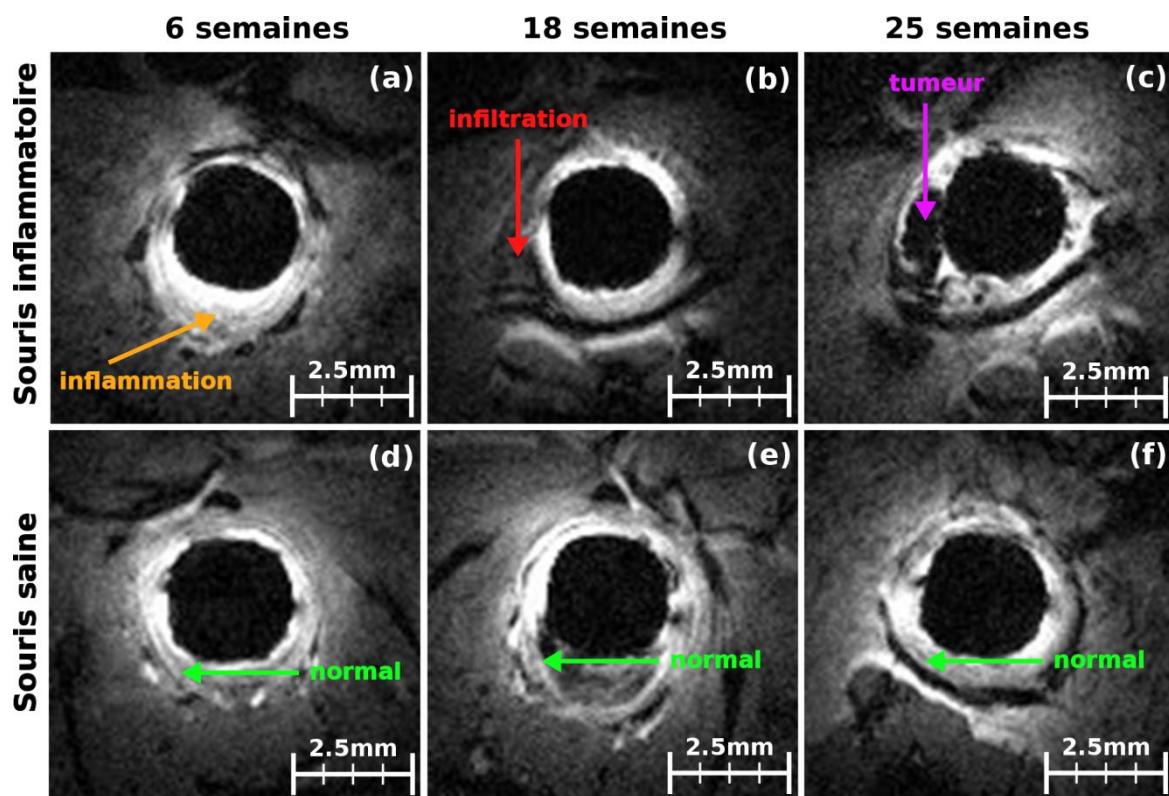 6 semaines
18 semaines
25 semaines
Souris inflammatoire
(a)
inflammation
2.5mm
(b)
infiltration
2.5mm
(c)
tumeur
2.5mm
Souris saine
(d)
normal
2.5mm
(e)
normal
2.5mm
(f)
normal
2.5mm